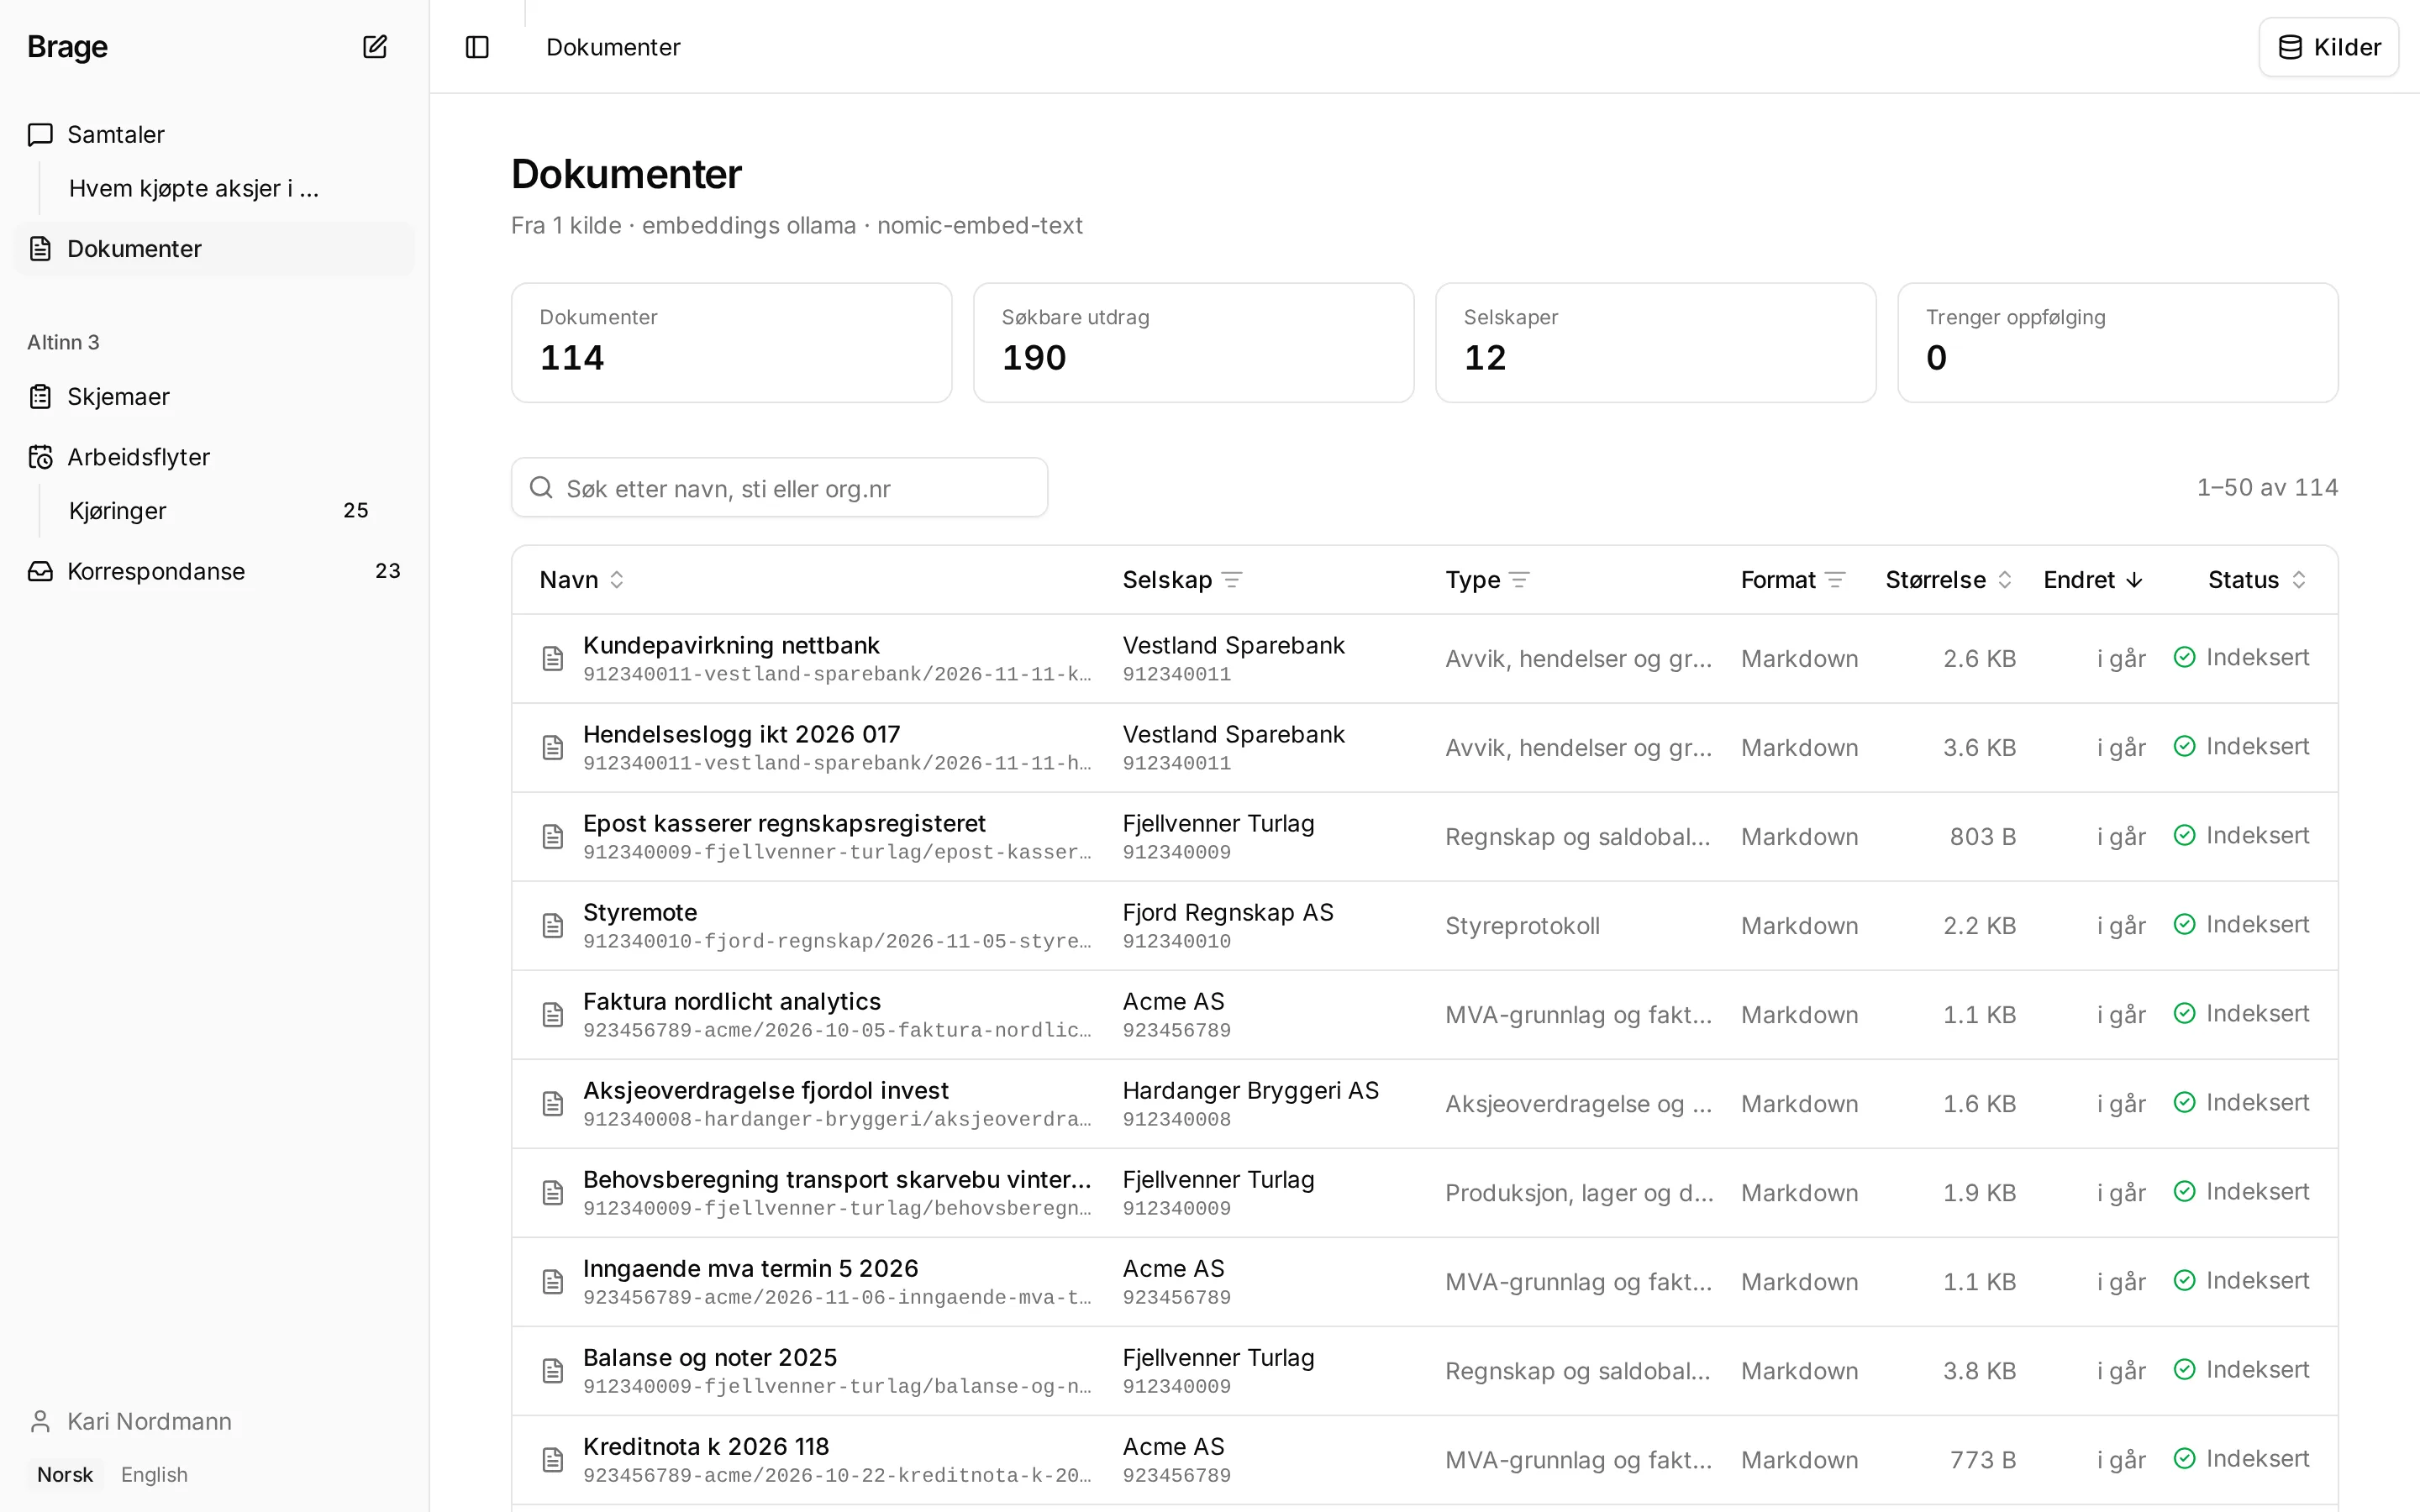 Brage
Samtaler
Hvem kjøpte aksjer i ...
Dokumenter
Altinn 3
Skjemaer
Arbeidsflyter
Kjøringer 25
Korrespondanse 23
Kari Nordmann
Norsk English
Dokumenter
Kilder
Dokumenter
Fra 1 kilde · embeddings ollama · nomic-embed-text
Dokumenter
114
Søkbare utdrag
190
Selskaper
12
Trenger oppfølging
0
Søk etter navn, sti eller org.nr
1–50 av 114
Navn Selskap Type Format Størrelse Endret Status
Kundepavirkning nettbank
912340011-vestland-sparebank/2026-11-11-k…
Vestland Sparebank
912340011
Avvik, hendelser og gr... Markdown 2.6 KB i går Indeksert
Hendelseslogg ikt 2026 017
912340011-vestland-sparebank/2026-11-11-h…
Vestland Sparebank
912340011
Avvik, hendelser og gr... Markdown 3.6 KB i går Indeksert
Epost kasserer regnskapsregisteret
912340009-fjellvenner-turlag/epost-kasser…
Fjellvenner Turlag
912340009
Regnskap og saldobal... Markdown 803 B i går Indeksert
Styremote
912340010-fjord-regnskap/2026-11-05-styre…
Fjord Regnskap AS
912340010
Styreprotokoll Markdown 2.2 KB i går Indeksert
Faktura nordlicht analytics
923456789-acme/2026-10-05-faktura-nordlic…
Acme AS
923456789
MVA-grunnlag og fakt... Markdown 1.1 KB i går Indeksert
Aksjeoverdragelse fjordol invest
912340008-hardanger-bryggeri/aksjeoverdra…
Hardanger Bryggeri AS
912340008
Aksjeoverdragelse og ... Markdown 1.6 KB i går Indeksert
Behovsberegning transport skarvebu vinter...
912340009-fjellvenner-turlag/behovsberegn…
Fjellvenner Turlag
912340009
Produksjon, lager og d... Markdown 1.9 KB i går Indeksert
Inngaende mva termin 5 2026
923456789-acme/2026-11-06-inngaende-mva-t…
Acme AS
923456789
MVA-grunnlag og fakt... Markdown 1.1 KB i går Indeksert
Balanse og noter 2025
912340009-fjellvenner-turlag/balanse-og-n…
Fjellvenner Turlag
912340009
Regnskap og saldobal... Markdown 3.8 KB i går Indeksert
Kreditnota k 2026 118
923456789-acme/2026-10-22-kreditnota-k-20…
Acme AS
923456789
MVA-grunnlag og fakt... Markdown 773 B i går Indeksert